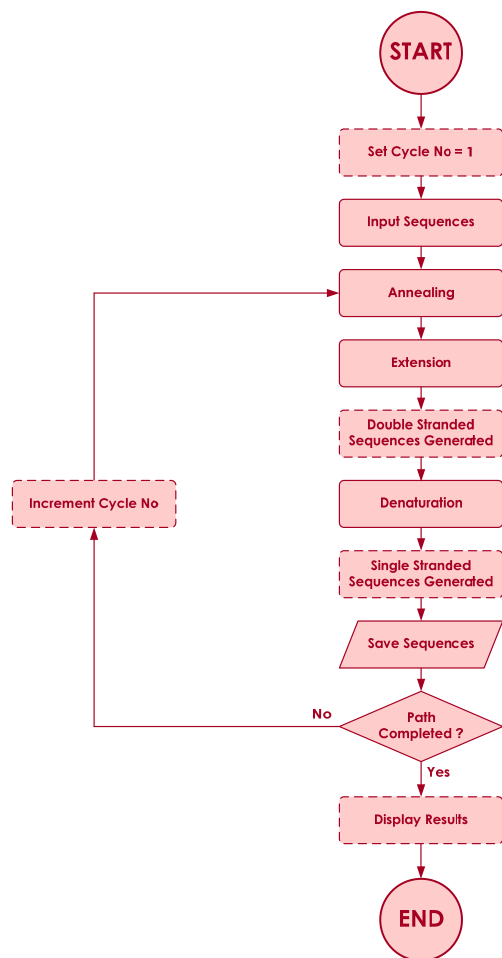 START
Set Cycle No = 1
Input Sequences
Annealing
Extension
Double Stranded
Sequences Generated
Increment Cycle No
Denaturation
Single Stranded
Sequences Generated
Save Sequences
No
Path
Completed ?
Yes
Display Results
END